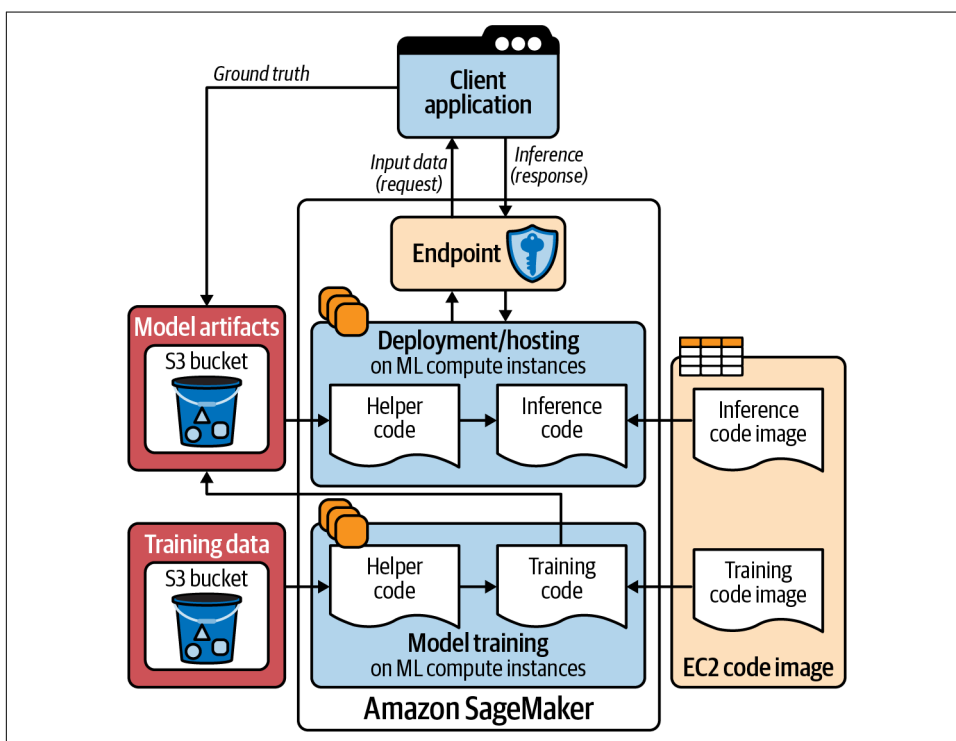 Ground truth
Client
application
Input data
(request)
Inference
(response)
Endpoint
Model artifacts
S3 bucket
Deployment/hosting
on ML compute instances
Helper
code
Inference
code
Inference
code image
Training data
S3 bucket
Helper
code
Training
code
Training
code image
Model training
on ML compute instances
EC2 code image
Amazon SageMaker